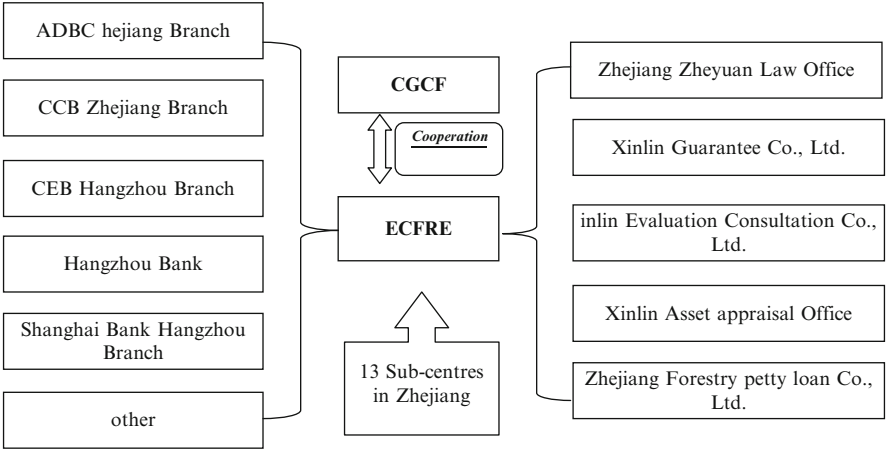 ADBC hejiang Branch
CCB Zhejiang Branch
CEB Hangzhou Branch
Hangzhou Bank
Shanghai Bank Hangzhou
Branch
other
CGCF
Cooperation
ECFRE
13 Sub-centres
in Zhejiang
Zhejiang Zheyuan Law Office
Xinlin Guarantee Co., Ltd.
inlin Evaluation Consultation Co.,
Ltd.
Xinlin Asset appraisal Office
Zhejiang Forestry petty loan Co.,
Ltd.